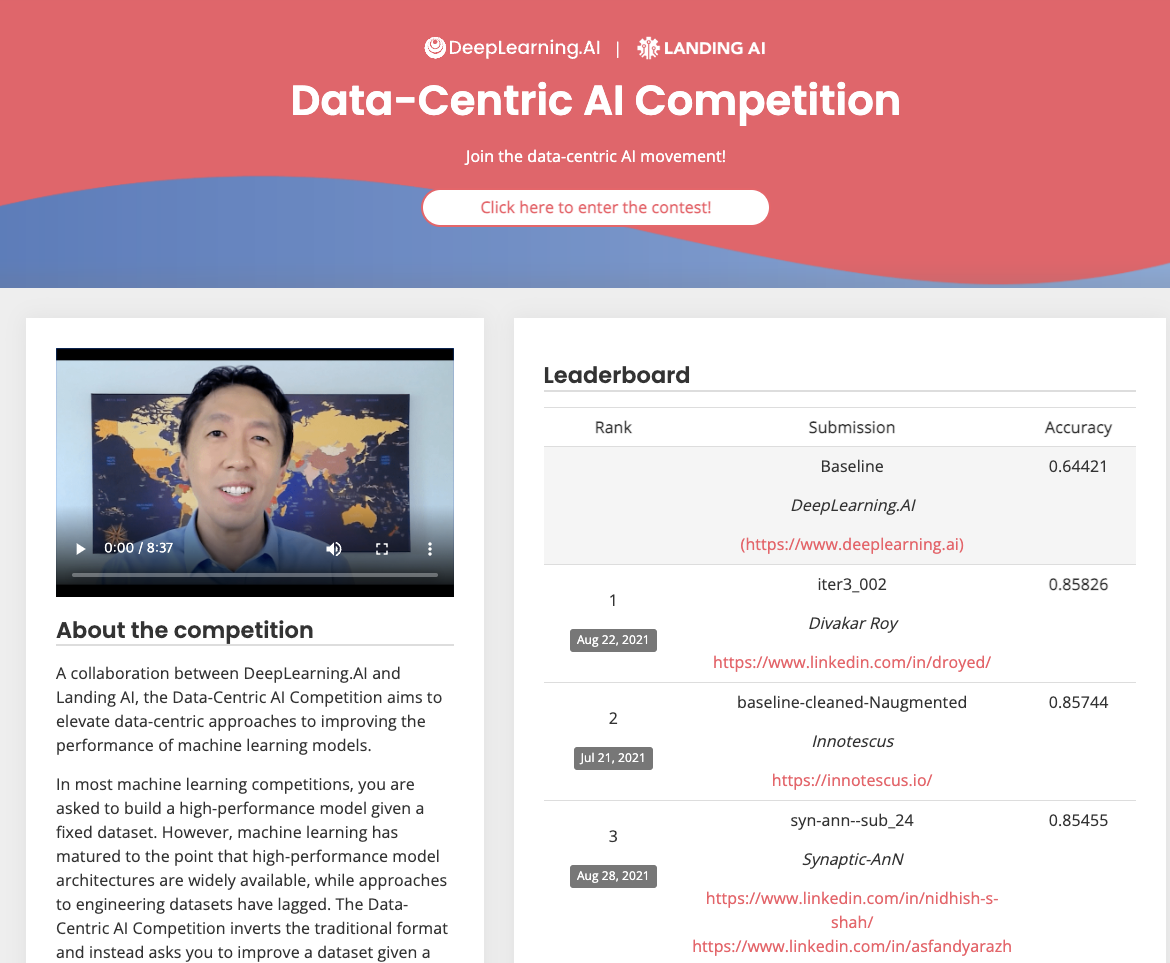 DeepLearning.AI | LANDING AI
Data-Centric AI Competition
Join the data-centric AI movement!
Click here to enter the contest!
0:00 / 8:37
About the competition
A collaboration between DeepLearning.AI and
Landing AI, the Data-Centric AI Competition aims to
elevate data-centric approaches to improving the
performance of machine learning models.
In most machine learning competitions, you are
asked to build a high-performance model given a
fixed dataset. However, machine learning has
matured to the point that high-performance model
architectures are widely available, while approaches
to engineering datasets have lagged. The Data-
Centric AI Competition inverts the traditional format
and instead asks you to improve a dataset given a
Leaderboard
Rank Submission Accuracy
Baseline 0.64421
DeepLearning.AI
(https://www.deeplearning.ai)
1 iter3_002 0.85826
Divakar Roy
Aug 22, 2021
https://www.linkedin.com/in/droyed/
2 baseline-cleaned-Naugmented 0.85744
Innotescus
Jul 21, 2021
https://innotescus.io/
3 syn-ann--sub_24 0.85455
Synaptic-AnN
Aug 28, 2021
https://www.linkedin.com/in/nidhish-s-
shah/
https://www.linkedin.com/in/asfandyarazh